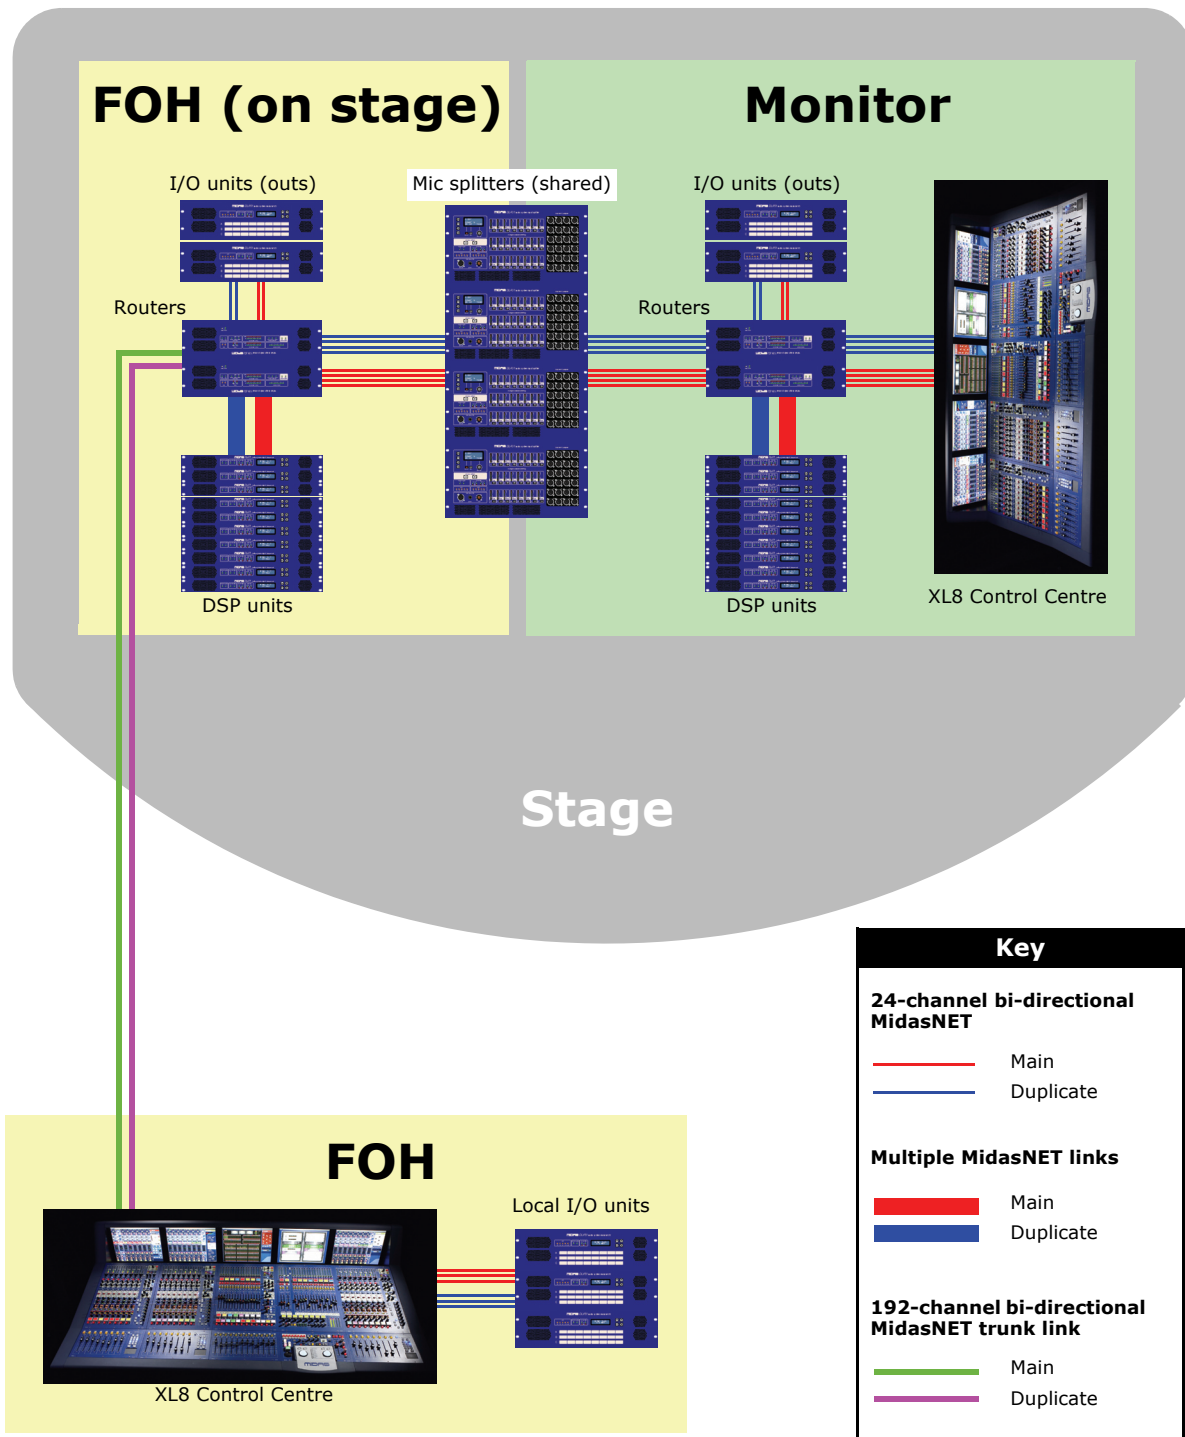 FOH (on stage)
Monitor
I/O units (outs)
Mic splitters (shared)
I/O units (outs)
Routers
Routers
DSP units
DSP units
XL8 Control Centre
Stage
Key
24-channel bi-directional
MidasNET
Main
Duplicate
Multiple MidasNET links
Main
Duplicate
192-channel bi-directional
MidasNET trunk link
Main
Duplicate
FOH
Local I/O units
XL8 Control Centre